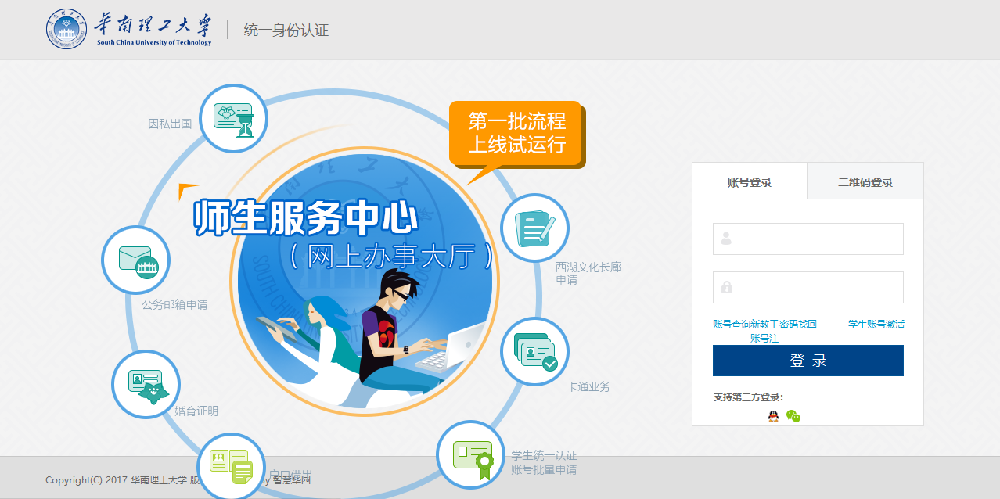 華南理工大学
South China University of Technology
统一身份认证
因私出国
第一批流程
上线试运行
师生服务中心
（网上办事大厅）
西湖文化长廊
申请
公务邮箱申请
一卡通业务
婚育证明
学生统一认证
账号批量申请
户口借出
账号登录
二维码登录
账号查询新教工密码找回
账号注
学生账号激活
登 录
支持第三方登录：
Copyright(C) 2017 华南理工大学 版
by 智慧华园